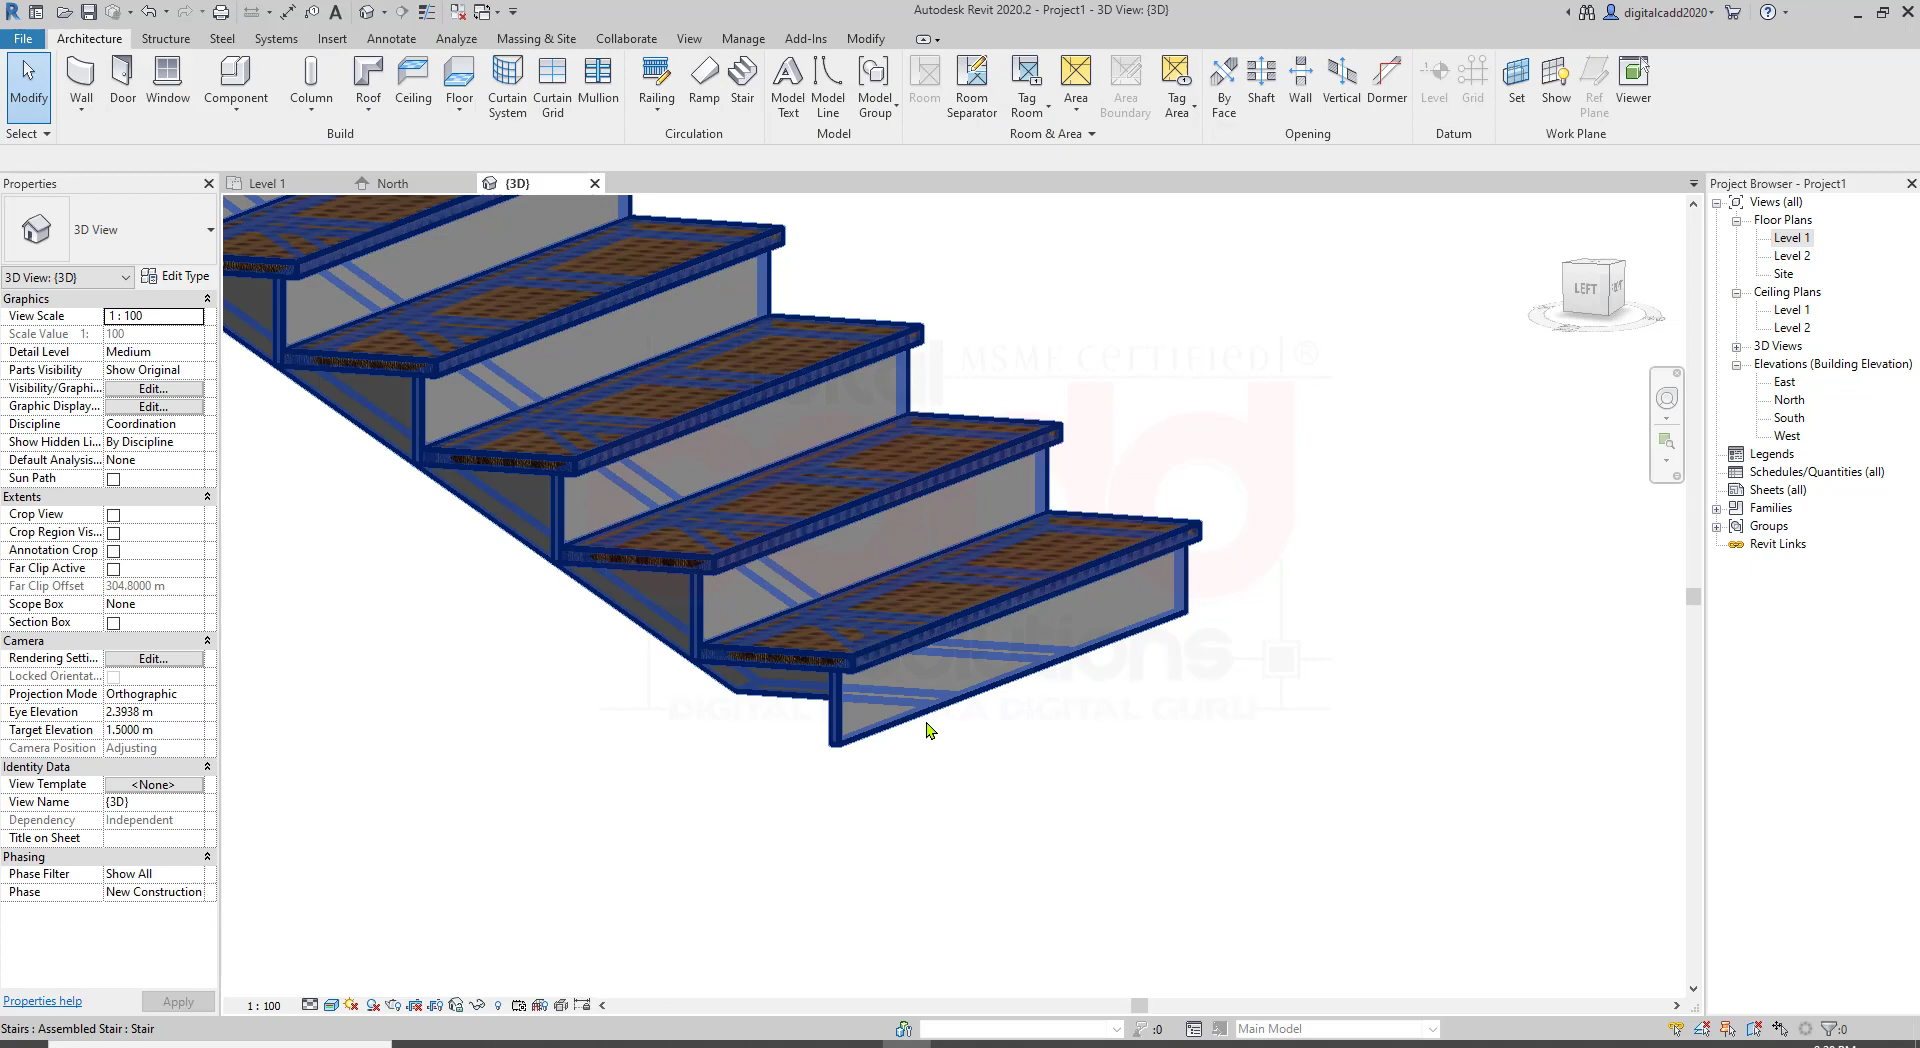 Autodesk Revit 2020.2 - Project1 - 3D View: {3D}
digitalcadd2020
File Architecture Structure Steel Systems Insert Annotate Analyze Massing & Site Collaborate View Manage Add-Ins Modify
Modify Wall Door Window Component Column Roof Ceiling Floor Curtain System Curtain Grid Mullion Railing Ramp Stair Model Text Model Line Model Group Room Room Separator Tag Room Area Area Boundary Tag Area By Face Shaft Wall Vertical Dormer Level Grid Set Show Ref Plane Viewer
Select Build Circulation Model Room & Area Opening Datum Work Plane
Properties
Level 1 North {3D}
Project Browser - Project1
3D View
3D View: {3D} Edit Type
Graphics
View Scale 1 : 100
Scale Value 1: 100
Detail Level Medium
Parts Visibility Show Original
Visibility/Graphi... Edit...
Graphic Display... Edit...
Discipline Coordination
Show Hidden Li... By Discipline
Default Analysis... None
Sun Path
Extents
Crop View
Crop Region Vis...
Annotation Crop
Far Clip Active
Far Clip Offset 304.8000 m
Scope Box None
Section Box
Camera
Rendering Setti... Edit...
Locked Orientat...
Projection Mode Orthographic
Eye Elevation 2.3938 m
Target Elevation 1.5000 m
Camera Position Adjusting
Identity Data
View Template <None>
View Name {3D}
Dependency Independent
Title on Sheet
Phasing
Phase Filter Show All
Phase New Construction
Properties help Apply
LEFT
MSME CERTIFIED ®
Views (all)
Floor Plans
Level 1
Level 2
Site
Ceiling Plans
Level 1
Level 2
3D Views
Elevations (Building Elevation)
East
North
South
West
Legends
Schedules/Quantities (all)
Sheets (all)
Families
Groups
Revit Links
1 : 100
Stairs : Assembled Stair : Stair
:0
Main Model
:0